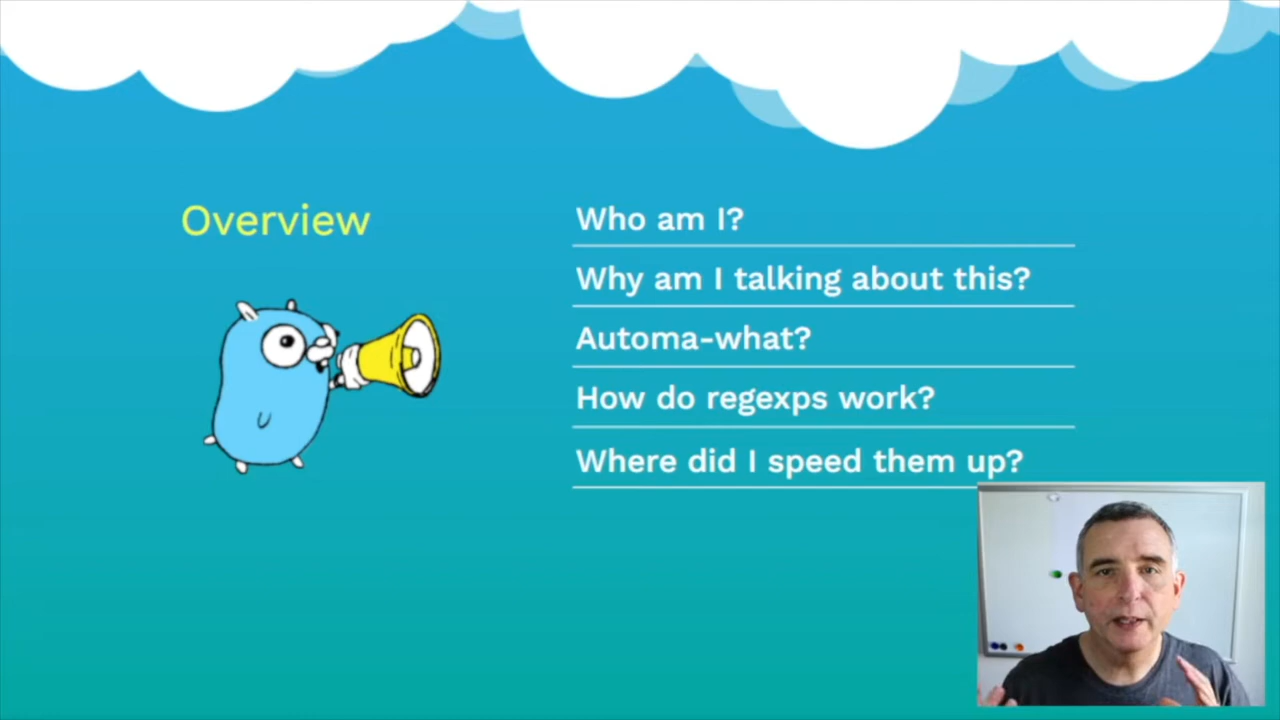 Overview
Who am I?
Why am I talking about this?
Automa-what?
How do regexps work?
Where did I speed them up?